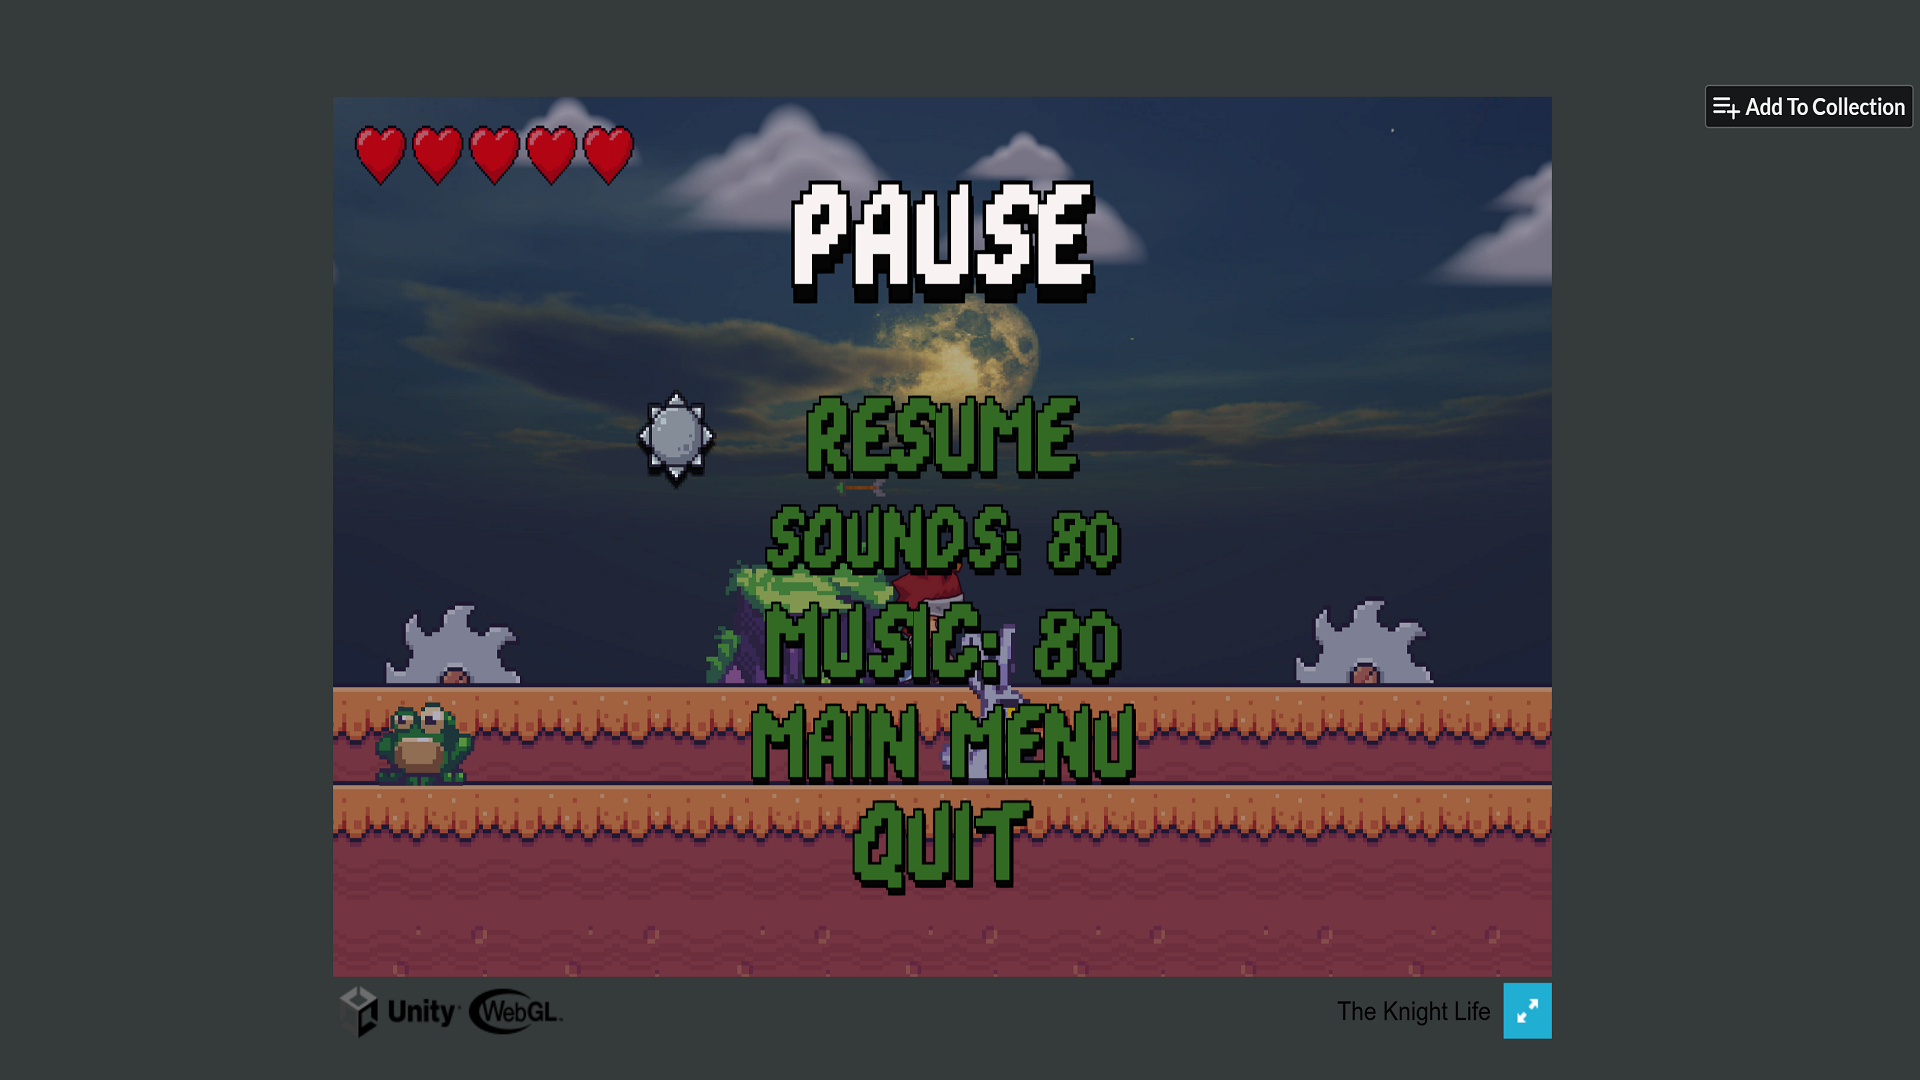 Add To Collection
PAUSE
RESUME
SOUNDS: 80
MUSIC: 80
MAIN MENU
QUIT
Unity WebGL
The Knight Life